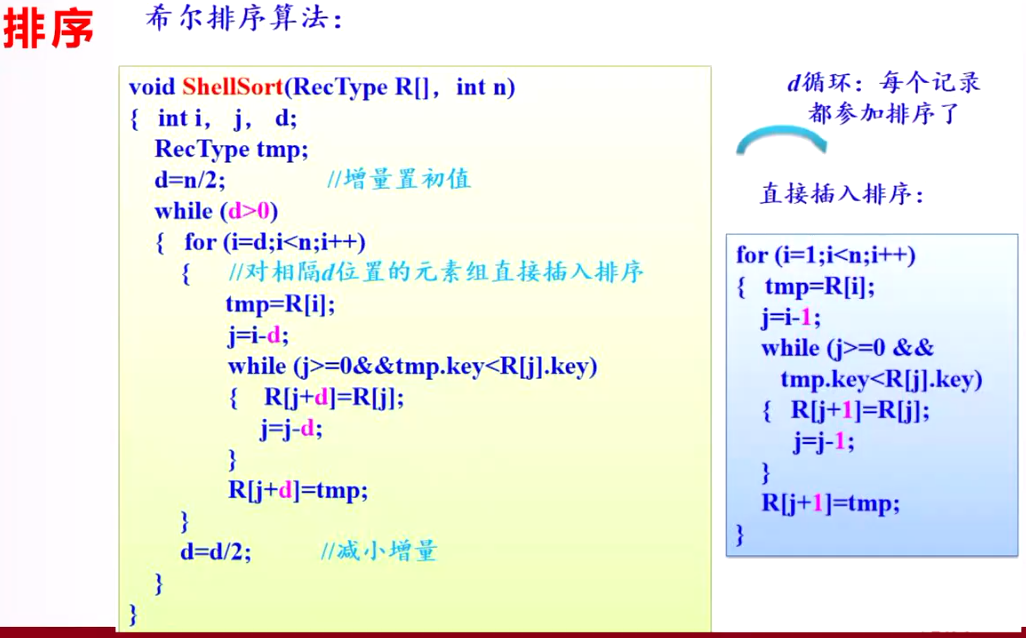 排序
希尔排序算法：
void ShellSort(RecType R[]，int n)
{ int i， j， d;
RecType tmp;
d=n/2; //增量置初值
while (d>0)
{ for (i=d;i<n;i++)
{ //对相隔d位置的元素组直接插入排序
tmp=R[i];
j=i-d;
while (j>=0&&tmp.key<R[j].key)
{ R[j+d]=R[j];
j=j-d;
}
R[j+d]=tmp;
}
d=d/2; //减小增量
}
}
d循环：每个记录
都参加排序了
直接插入排序：
for (i=1;i<n;i++)
{ tmp=R[i];
j=i-1;
while (j>=0 &&
tmp.key<R[j].key)
{ R[j+1]=R[j];
j=j-1;
}
R[j+1]=tmp;
}